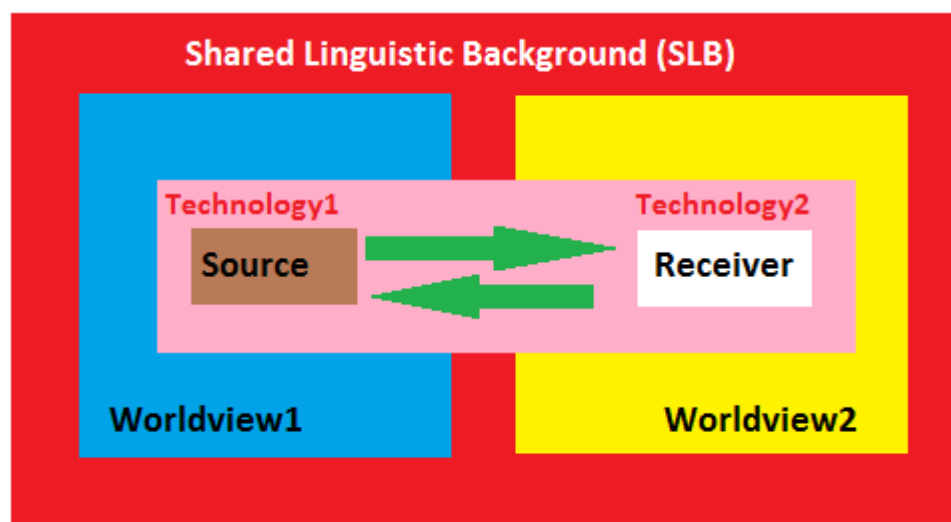 Shared Linguistic Background (SLB)
Technology1
Technology2
Source
Receiver
Worldview1
Worldview2